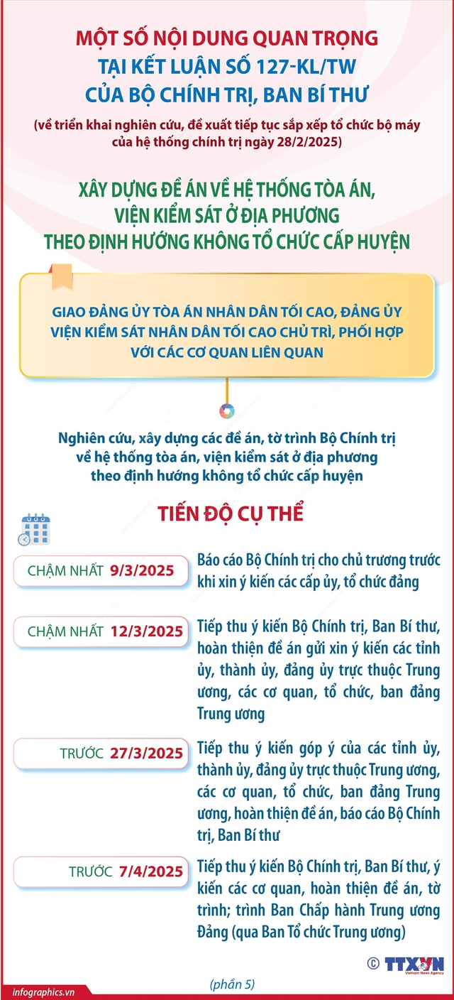 MỘT SỐ NỘI DUNG QUAN TRỌNG
TẠI KẾT LUẬN SỐ 127-KL/TW
CỦA BỘ CHÍNH TRỊ, BAN BÍ THƯ
(về triển khai nghiên cứu, đề xuất tiếp tục sắp xếp tổ chức bộ máy
của hệ thống chính trị ngày 28/2/2025)
XÂY DỰNG ĐỀ ÁN VỀ HỆ THỐNG TÒA ÁN,
VIỆN KIỂM SÁT Ở ĐỊA PHƯƠNG
THEO ĐỊNH HƯỚNG KHÔNG TỔ CHỨC CẤP HUYỆN
GIAO ĐẢNG ỦY TÒA ÁN NHÂN DÂN TỐI CAO, ĐẢNG ỦY
VIỆN KIỂM SÁT NHÂN DÂN TỐI CAO CHỦ TRÌ, PHỐI HỢP
VỚI CÁC CƠ QUAN LIÊN QUAN
Nghiên cứu, xây dựng các đề án, tờ trình Bộ Chính trị
về hệ thống tòa án, viện kiểm sát ở địa phương
theo định hướng không tổ chức cấp huyện
TIẾN ĐỘ CỤ THỂ
CHẬM NHẤT 9/3/2025
Báo cáo Bộ Chính trị cho chủ trương trước
khi xin ý kiến các cấp ủy, tổ chức đảng
CHẬM NHẤT 12/3/2025
Tiếp thu ý kiến Bộ Chính trị, Ban Bí thư,
hoàn thiện đề án gửi xin ý kiến các tỉnh
ủy, thành ủy, đảng ủy trực thuộc Trung
ương, các cơ quan, tổ chức, ban đảng
Trung ương
TRƯỚC 27/3/2025
Tiếp thu ý kiến góp ý của các tỉnh ủy,
thành ủy, đảng ủy trực thuộc Trung ương,
các cơ quan, tổ chức, ban đảng Trung
ương, hoàn thiện đề án, báo cáo Bộ Chính
trị, Ban Bí thư
TRƯỚC 7/4/2025
Tiếp thu ý kiến Bộ Chính trị, Ban Bí thư, ý
kiến các cơ quan, hoàn thiện đề án, tờ
trình; trình Ban Chấp hành Trung ương
Đảng (qua Ban Tổ chức Trung ương)
© TTXVN
Vietnam News Agency
(phần 5)
infographics.vn